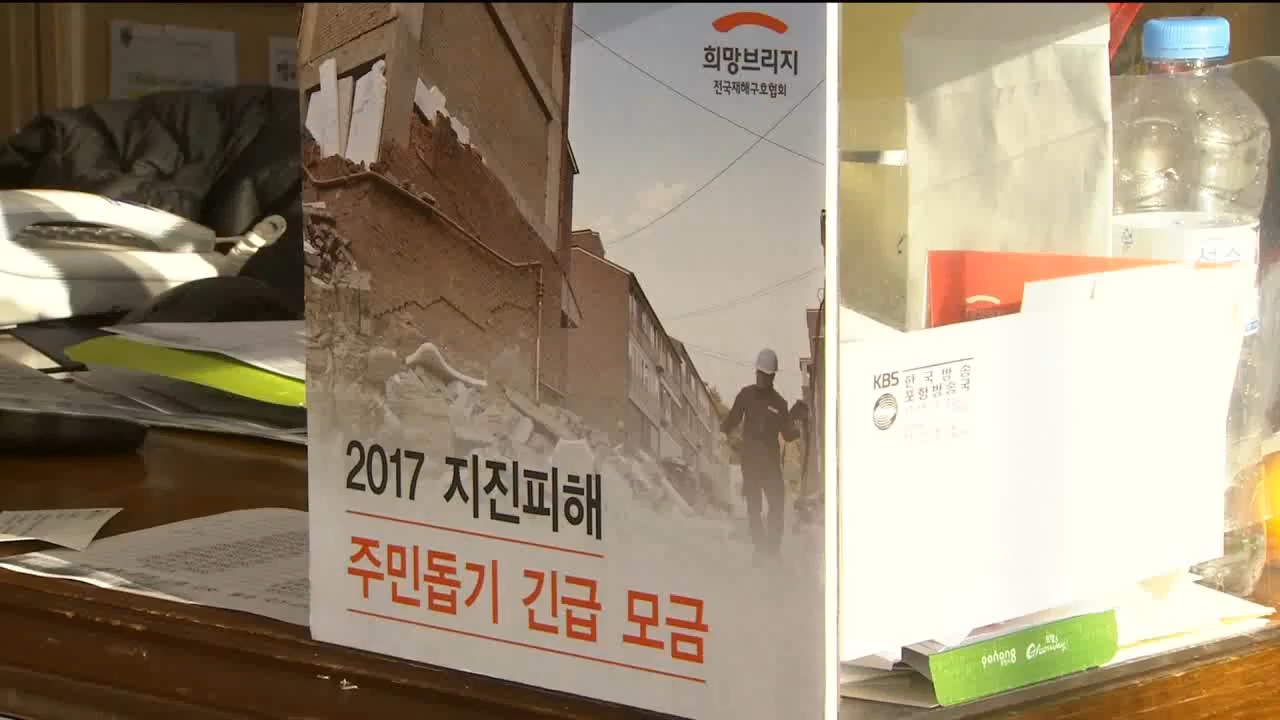 희망브리지
전국재해구호협회
2017 지진피해
주민돕기 긴급 모금
KBS 한국방송
포항방송국